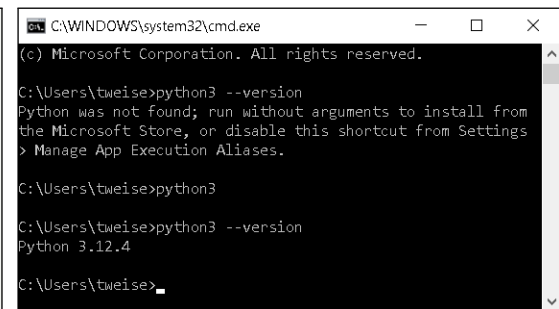 C:\WINDOWS\system32\cmd.exe
(c) Microsoft Corporation. All rights reserved.
C:\Users\tweise>python3 --version
Python was not found; run without arguments to install from
the Microsoft Store, or disable this shortcut from Settings
> Manage App Execution Aliases.
C:\Users\tweise>python3
C:\Users\tweise>python3 --version
Python 3.12.4
C:\Users\tweise>